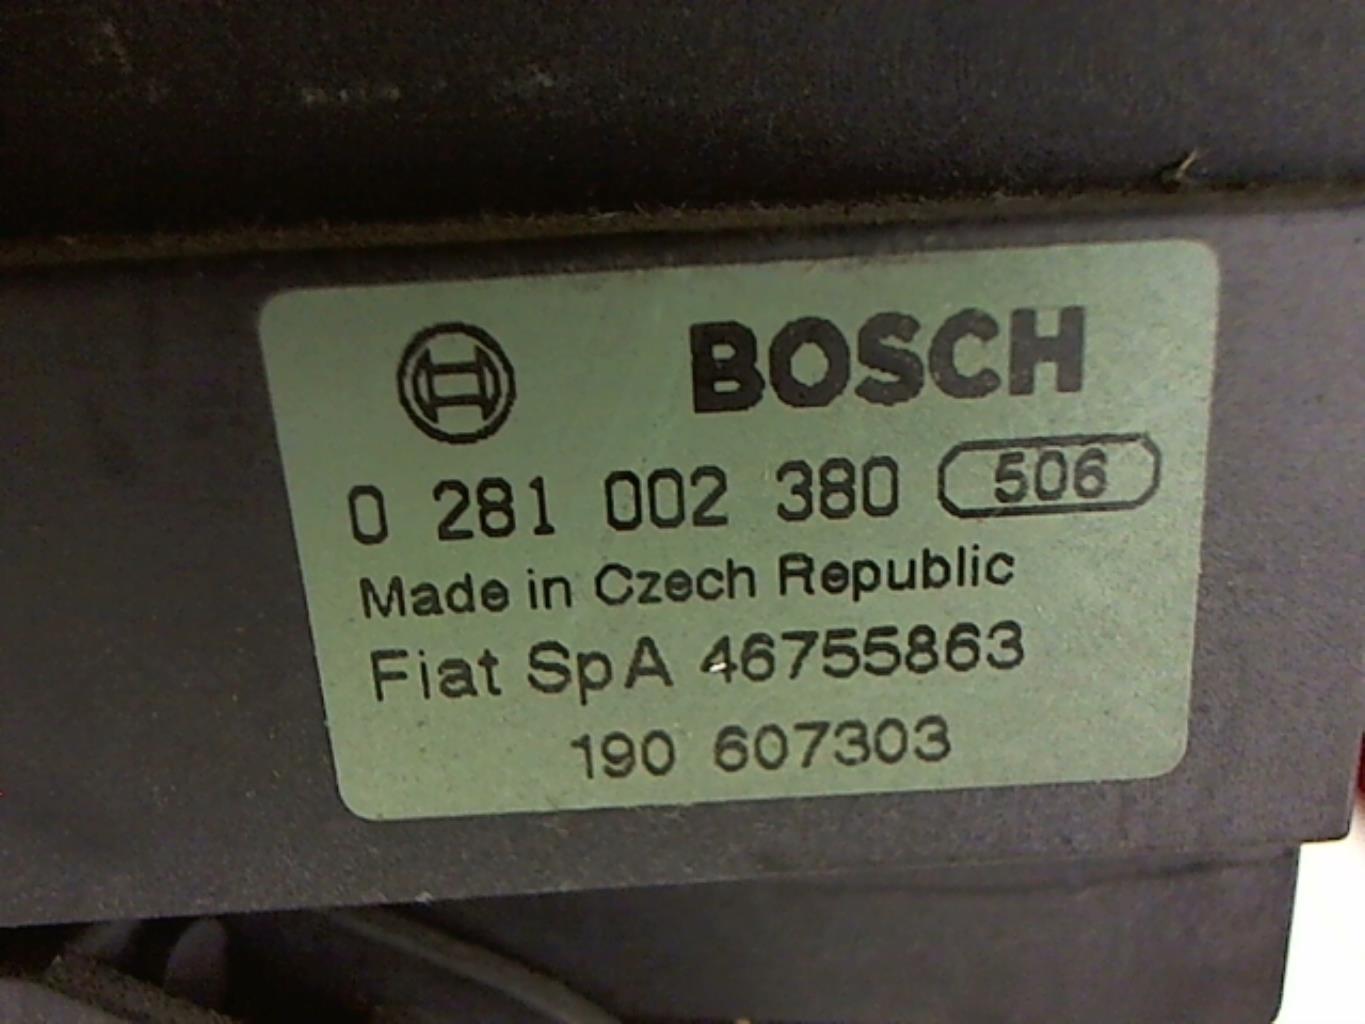 BOSCH
0 281 002 380 506
Made in Czech Republic
Fiat SpA 46755863
190 607303